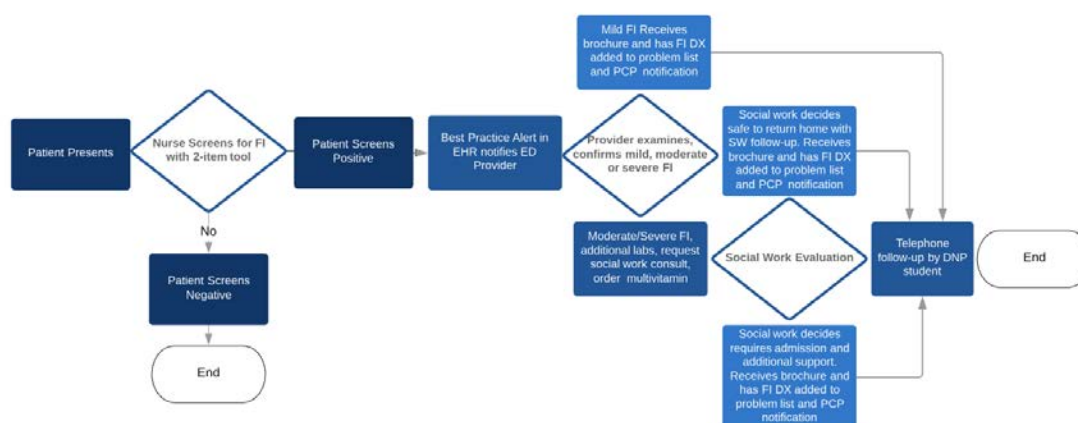 Patient Presents
Nurse Screens for FI
with 2-item tool
No
Patient Screens
Negative
End
Patient Screens
Positive
Best Practice Alert in
EHR notifies ED
Provider
Provider examines,
confirms mild, moderate
or severe FI
Mild FI Receives
brochure and has FI DX
added to problem list
and PCP notification
Moderate/Severe FI,
additional labs, request
social work consult,
order multivitamin
Social Work Evaluation
Social work decides
safe to return home with
SW follow-up. Receives
brochure and has FI DX
added to problem list
and PCP notification
Social work decides
requires admission and
additional support.
Receives brochure and
has FI DX added to
problem list and PCP
notification
Telephone
follow-up by DNP
student
End